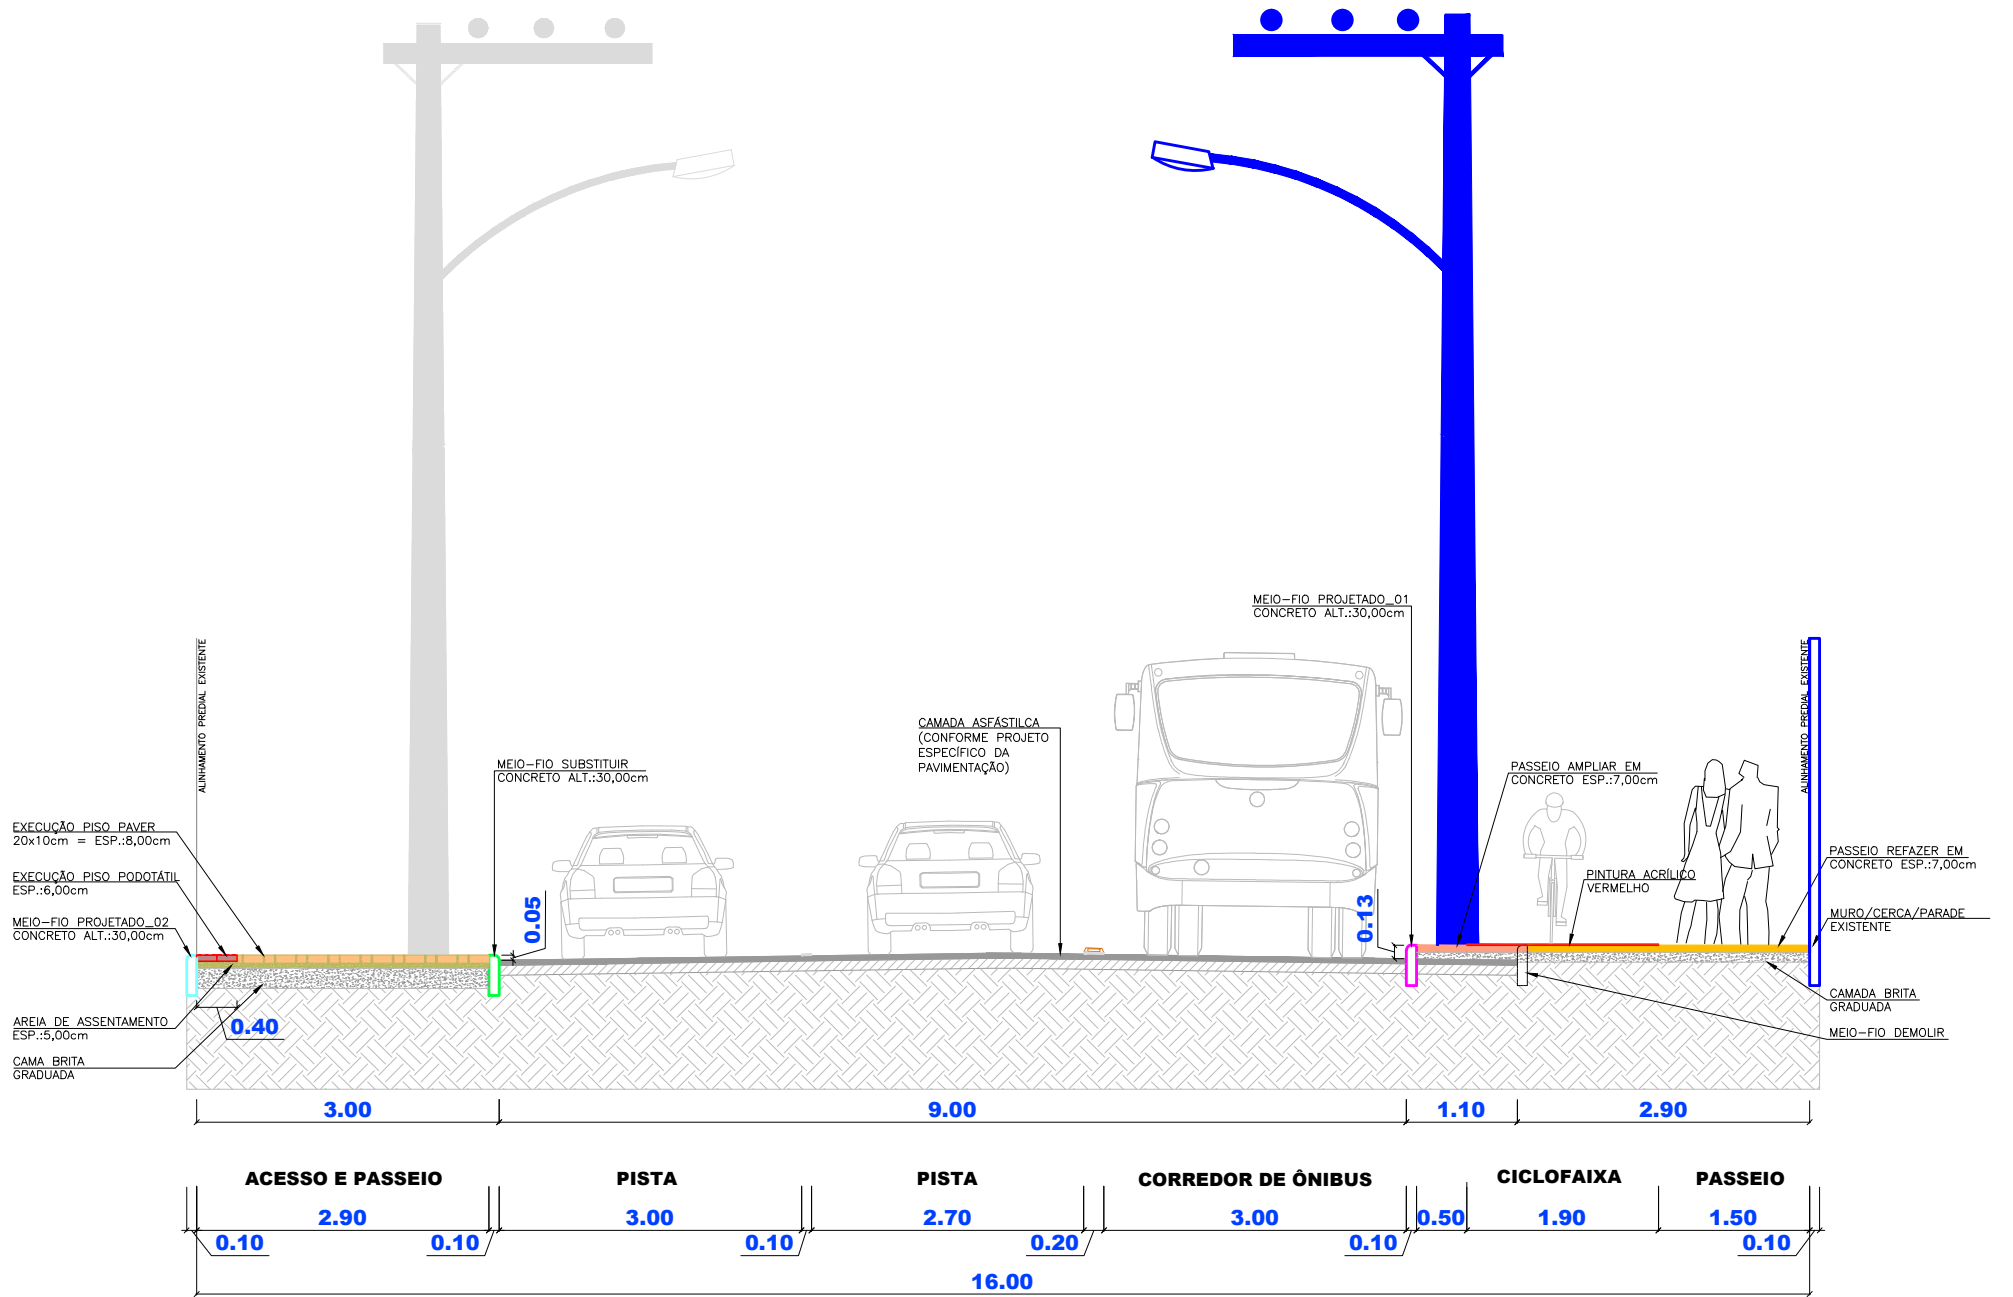 MEIO-FIO PROJETADO_01
CONCRETO ALT.:30,00cm
ALINHAMENTO PREDIAL EXISTENTE
ALINHAMENTO PREDIAL EXISTENTE
CAMADA ASFÁSTILCA
(CONFORME PROJETO
ESPECÍFICO DA
PAVIMENTAÇÃO)
MEIO-FIO SUBSTITUIR
CONCRETO ALT.:30,00cm
PASSEIO AMPLIAR EM
CONCRETO ESP.:7,00cm
EXECUÇÃO PISO PAVER
20x10cm = ESP.:8,00cm
EXECUÇÃO PISO PODOTÁTIL
ESP.:6,00cm
MEIO-FIO PROJETADO_02
CONCRETO ALT.:30,00cm
0.05
0.13
PINTURA ACRÍLICO
VERMELHO
PASSEIO REFAZER EM
CONCRETO ESP.:7,00cm
MURO/CERCA/PARADE
EXISTENTE
AREIA DE ASSENTAMENTO
ESP.:5,00cm
0.40
CAMA BRITA
GRADUADA
CAMADA BRITA
GRADUADA
MEIO-FIO DEMOLIR
3.00 9.00 1.10 2.90
ACESSO E PASSEIO PISTA PISTA CORREDOR DE ÔNIBUS CICLOFAIXA PASSEIO
2.90 3.00 2.70 3.00 0.50 1.90 1.50
0.10 0.10 0.10 0.20 0.10 0.10
16.00